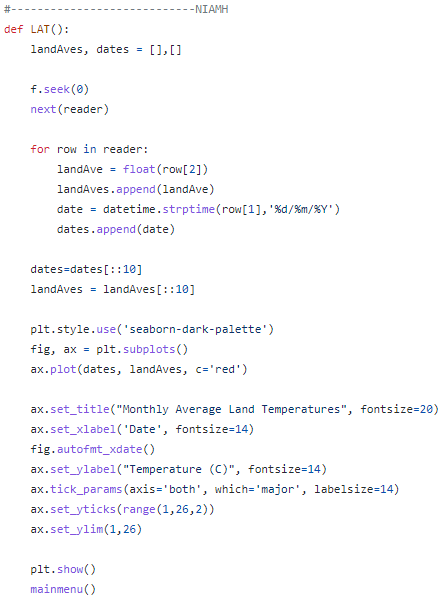 #----------------------------NIAMH
def LAT():
    landAves, dates = [],[]

    f.seek(0)
    next(reader)

    for row in reader:
        landAve = float(row[2])
        landAves.append(landAve)
        date = datetime.strptime(row[1],'%d/%m/%Y')
        dates.append(date)

    dates=dates[::10]
    landAves = landAves[::10]

    plt.style.use('seaborn-dark-palette')
    fig, ax = plt.subplots()
    ax.plot(dates, landAves, c='red')

    ax.set_title("Monthly Average Land Temperatures", fontsize=20)
    ax.set_xlabel('Date', fontsize=14)
    fig.autofmt_xdate()
    ax.set_ylabel("Temperature (C)", fontsize=14)
    ax.tick_params(axis='both', which='major', labelsize=14)
    ax.set_yticks(range(1,26,2))
    ax.set_ylim(1,26)

    plt.show()
    mainmenu()